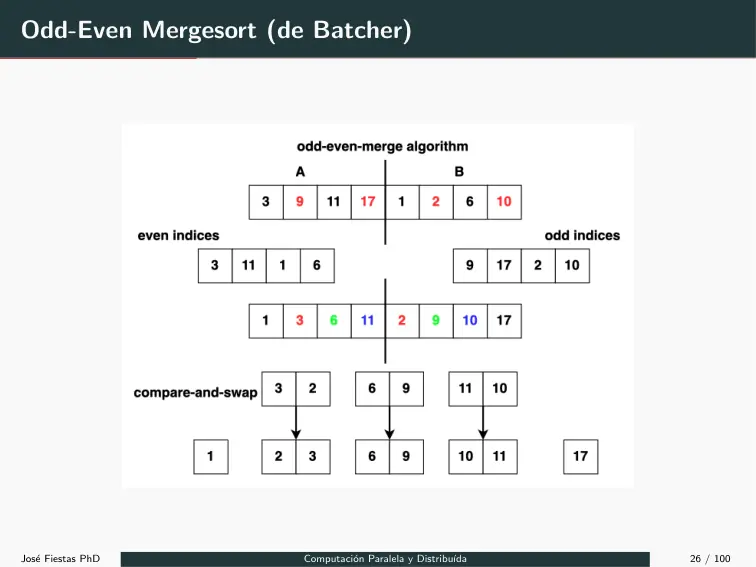 Odd-Even Mergesort (de Batcher)
odd-even-merge algorithm
A B
3 9 11 17 1 2 6 10
even indices odd indices
3 11 1 6 9 17 2 10
1 3 6 11 2 9 10 17
compare-and-swap 3 2 6 9 11 10
1 2 3 6 9 10 11 17
José Fiestas PhD Computación Paralela y Distribuída 26 / 100